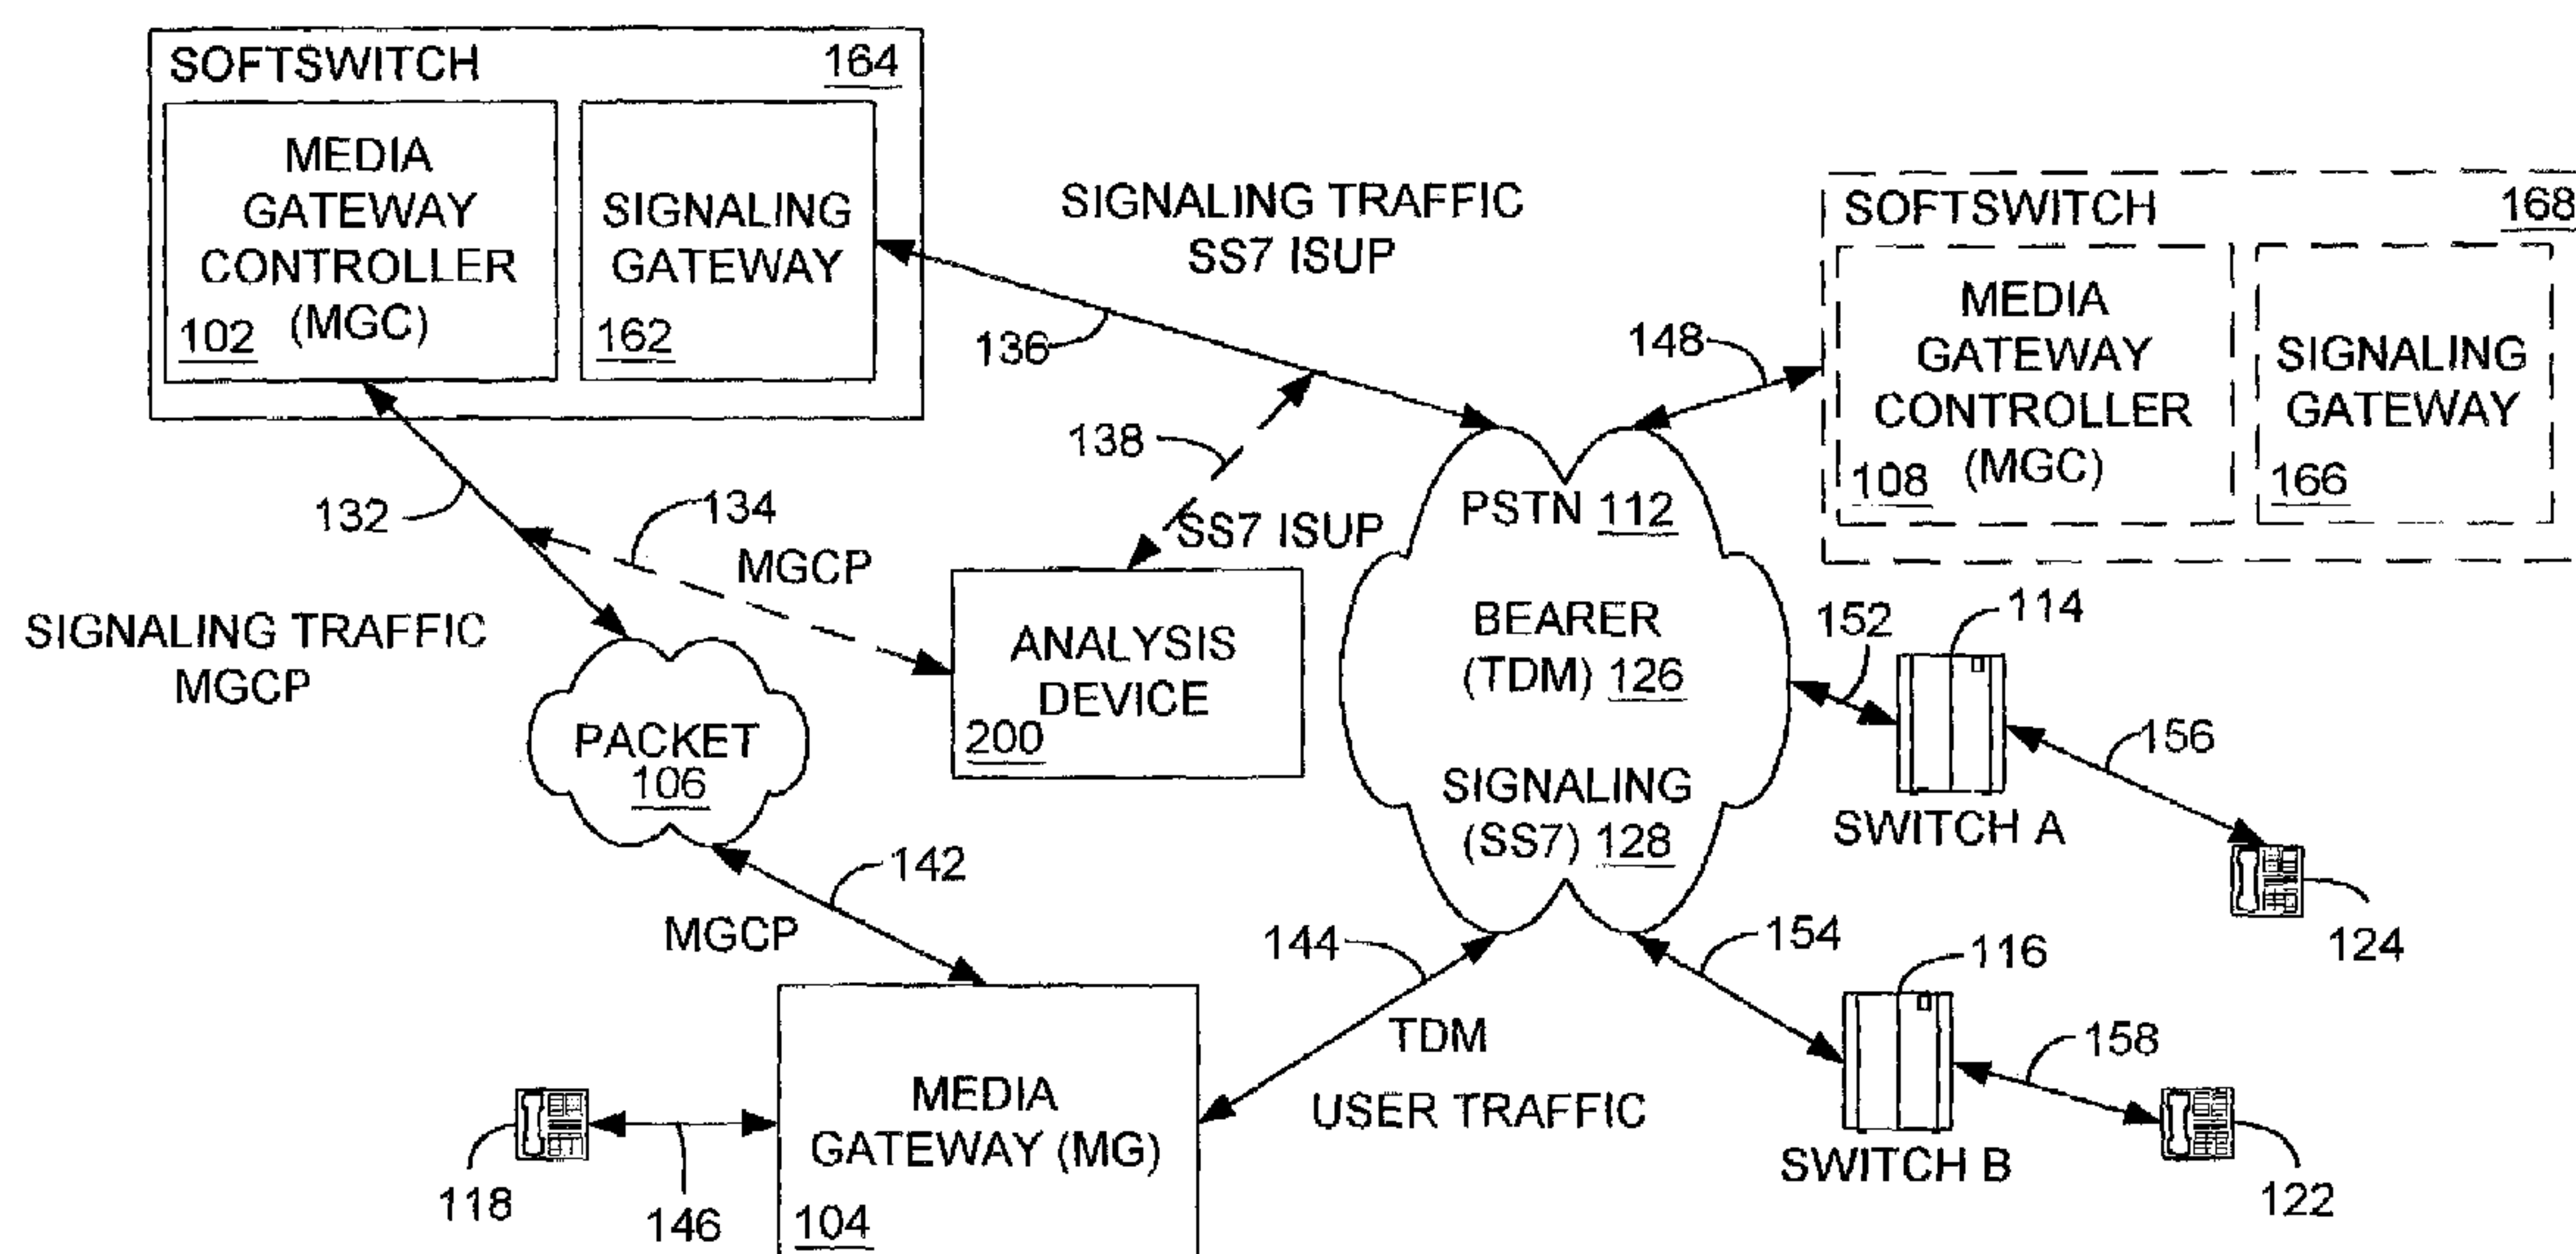 SOFTSWITCH
164
MEDIA
GATEWAY
CONTROLLER
(MGC)
102
SIGNALING
GATEWAY
162
SIGNALING TRAFFIC
SS7 ISUP
136
138
SS7 ISUP
148
SOFTSWITCH
168
MEDIA
GATEWAY
CONTROLLER
(MGC)
108
SIGNALING
GATEWAY
166
132
134
MGCP
SIGNALING TRAFFIC
MGCP
PACKET
106
ANALYSIS
DEVICE
200
PSTN 112
BEARER
(TDM) 126
SIGNALING
(SS7) 128
152
114
156
SWITCH A
124
142
MGCP
144
TDM
USER TRAFFIC
154
116
158
SWITCH B
122
MEDIA
GATEWAY (MG)
104
118
146